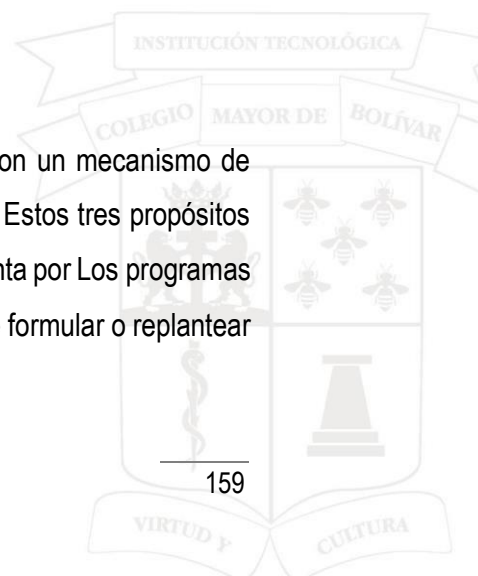 INSTITUCIÓN TECNOLÓGICA
COLEGIO MAYOR DE BOLÍVAR
on un mecanismo de
Estos tres propósitos
nta por Los programas
formular o replantear
159
VIRTUD Y CULTURA